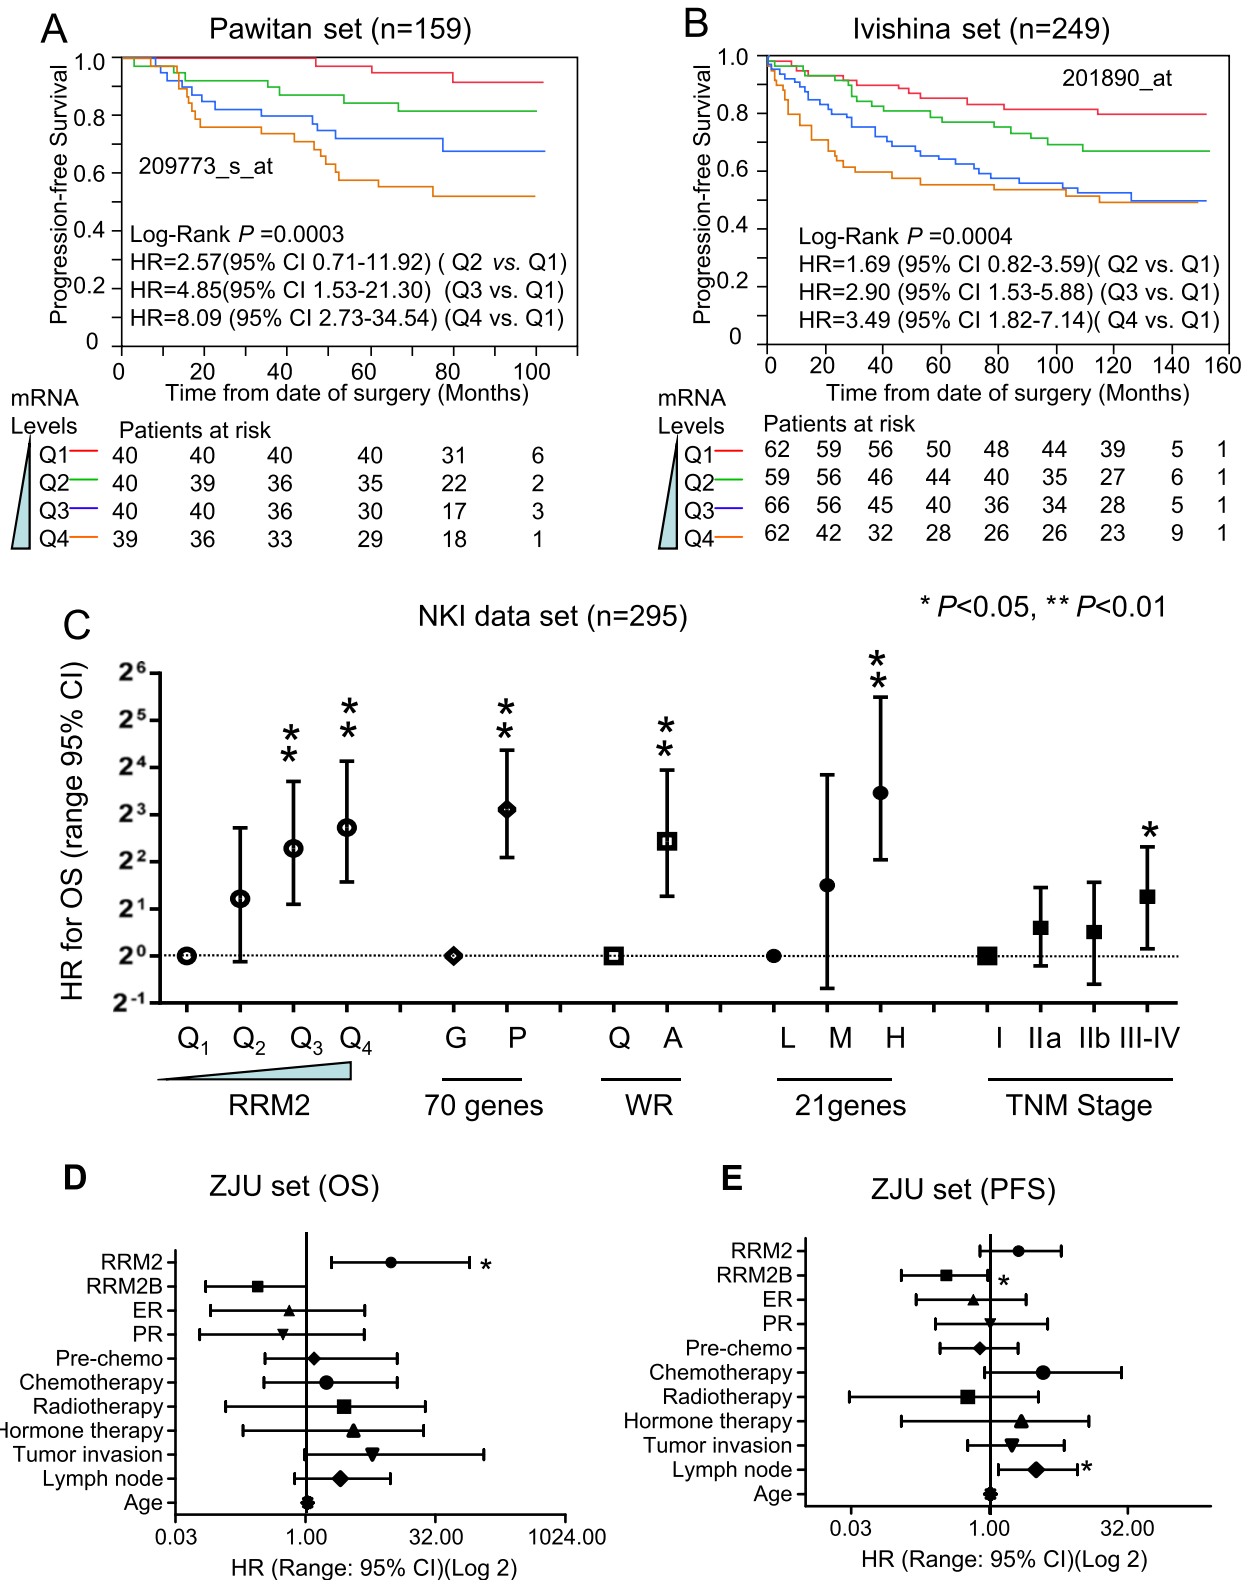 A
Pawitan set (n=159)
Progression-free Survival
1.0
0.8
0.6
0.4
0.2
0
209773_s_at
Log-Rank P =0.0003
HR=2.57(95% CI 0.71-11.92) ( Q2 vs. Q1)
HR=4.85(95% CI 1.53-21.30) (Q3 vs. Q1)
HR=8.09 (95% CI 2.73-34.54) (Q4 vs. Q1)
0 20 40 60 80 100
Time from date of surgery (Months)
mRNA
Levels
Patients at risk
Q1 40 40 40 40 31 6
Q2 40 39 36 35 22 2
Q3 40 40 36 30 17 3
Q4 39 36 33 29 18 1
B
Ivishina set (n=249)
Progression-free Survival
1.0
0.8
0.6
0.4
0.2
0
201890_at
Log-Rank P =0.0004
HR=1.69 (95% CI 0.82-3.59)( Q2 vs. Q1)
HR=2.90 (95% CI 1.53-5.88) (Q3 vs. Q1)
HR=3.49 (95% CI 1.82-7.14)( Q4 vs. Q1)
0 20 40 60 80 100 120 140 160
Time from date of surgery (Months)
mRNA
Levels
Patients at risk
Q1 62 59 56 50 48 44 39 5 1
Q2 59 56 46 44 40 35 27 6 1
Q3 66 56 45 40 36 34 28 5 1
Q4 62 42 32 28 26 26 23 9 1
C
NKI data set (n=295)
* P<0.05, ** P<0.01
HR for OS (range 95% CI)
2⁶
2⁵
2⁴
2³
2²
2¹
2⁰
2⁻¹
* * * * * * * * * * *
Q₁ Q₂ Q₃ Q₄ G P Q A L M H I IIa IIb III-IV
RRM2 70 genes WR 21genes TNM Stage
D
ZJU set (OS)
RRM2 *
RRM2B
ER
PR
Pre-chemo
Chemotherapy
Radiotherapy
Hormone therapy
Tumor invasion
Lymph node
Age
0.03 1.00 32.00 1024.00
HR (Range: 95% CI)(Log 2)
E
ZJU set (PFS)
RRM2
RRM2B *
ER
PR
Pre-chemo
Chemotherapy
Radiotherapy
Hormone therapy
Tumor invasion
Lymph node *
Age
0.03 1.00 32.00
HR (Range: 95% CI)(Log 2)